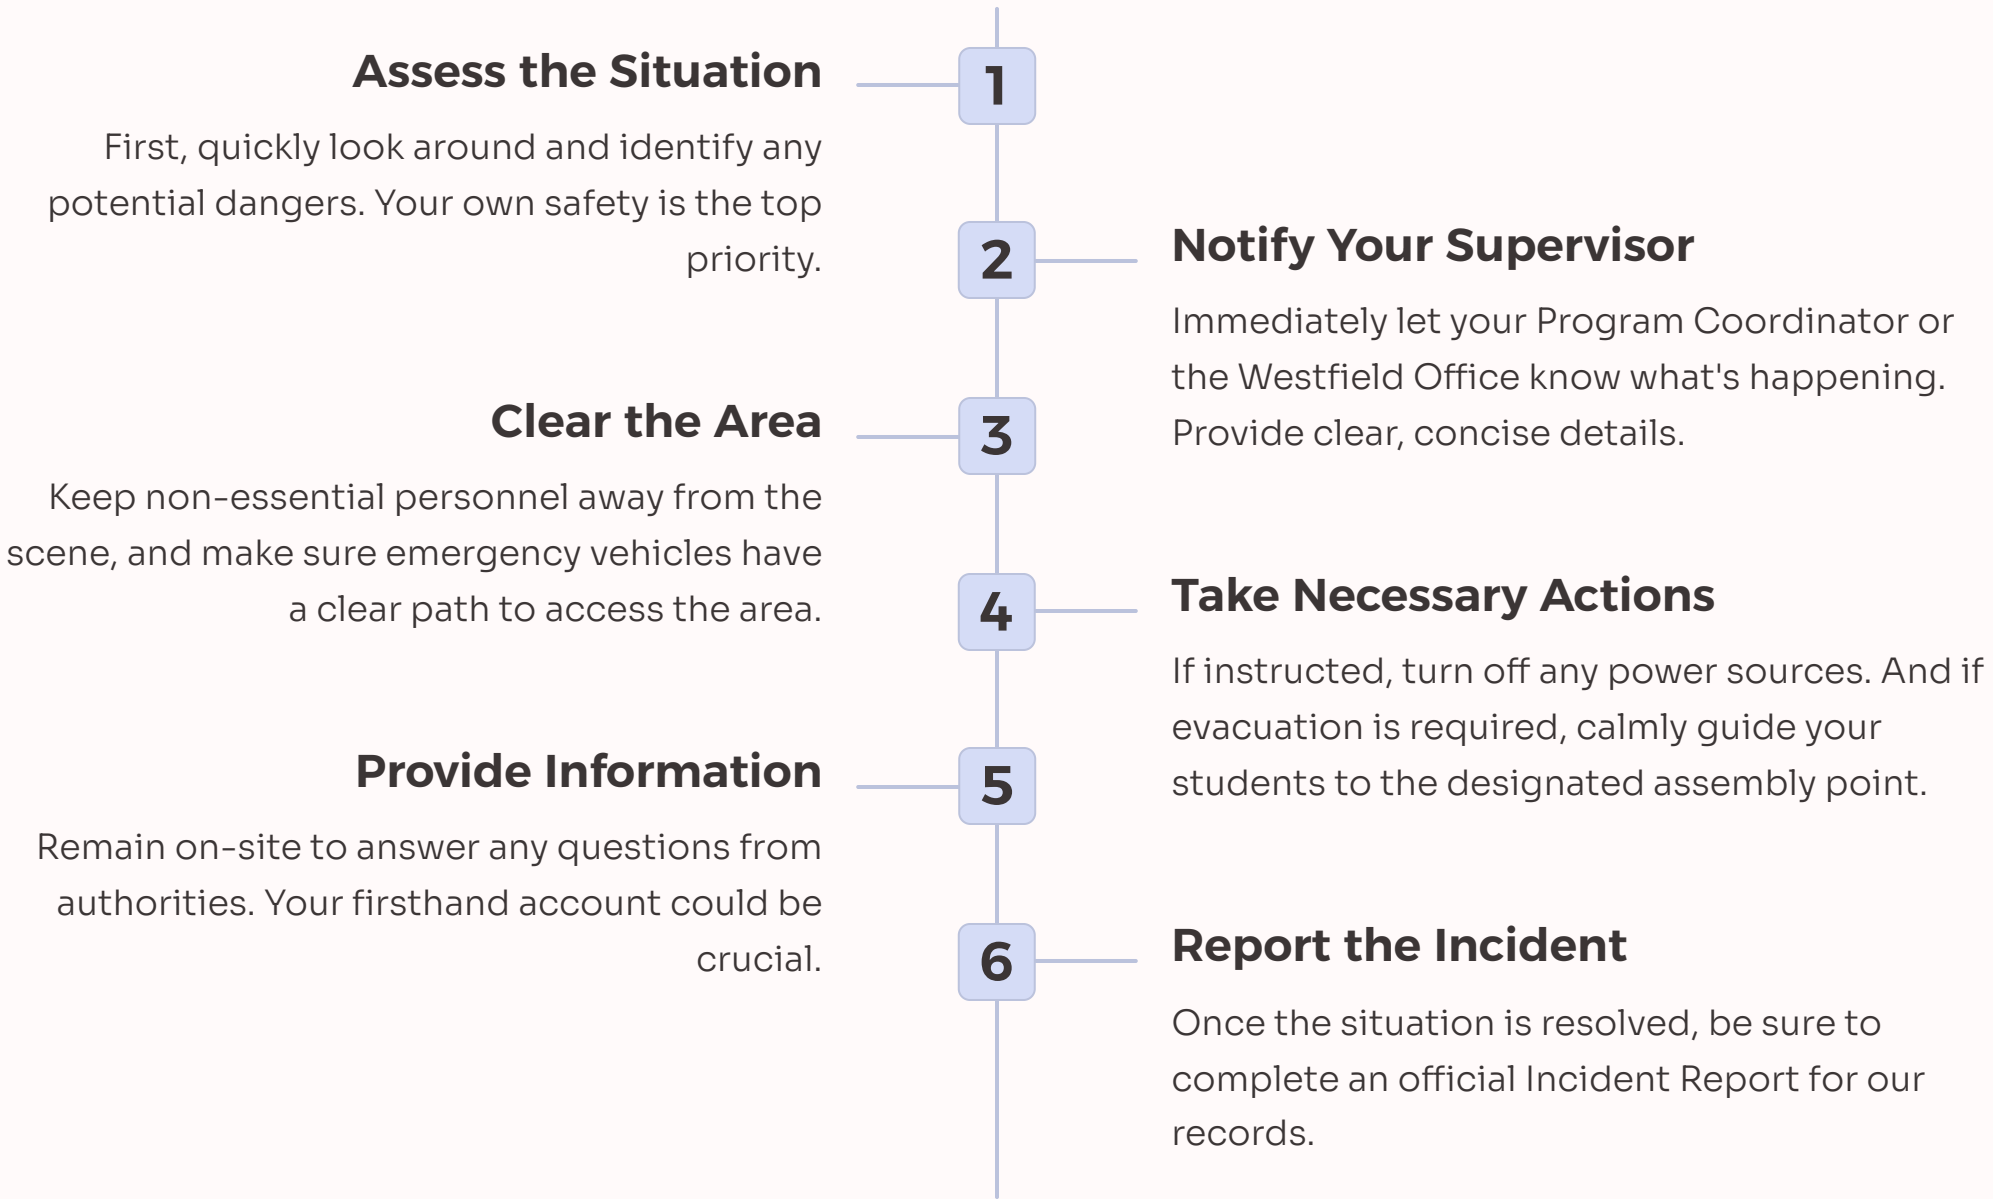 1
Assess the Situation
First, quickly look around and identify any
potential dangers. Your own safety is the top
priority.
2
Notify Your Supervisor
Immediately let your Program Coordinator or
the Westfield Office know what's happening.
Provide clear, concise details.
3
Clear the Area
Keep non-essential personnel away from the
scene, and make sure emergency vehicles have
a clear path to access the area.
4
Take Necessary Actions
If instructed, turn off any power sources. And if
evacuation is required, calmly guide your
students to the designated assembly point.
5
Provide Information
Remain on-site to answer any questions from
authorities. Your firsthand account could be
crucial.
6
Report the Incident
Once the situation is resolved, be sure to
complete an official Incident Report for our
records.